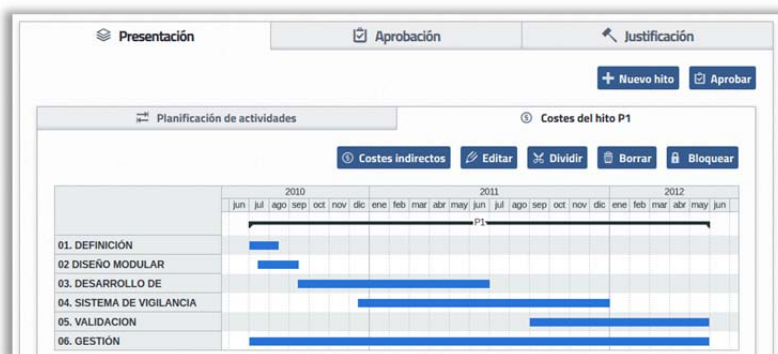 Presentación Aprobación Justificación
Nuevo hito Aprobar
Planificación de actividades Costes del hito P1
Costes indirectos Editar Dividir Borrar Bloquear
2010 2011 2012
jun jul ago sep oct nov dic ene feb mar abr may jun jul ago sep oct nov dic ene feb mar abr may jun
P1
01. DEFINICIÓN
02 DISEÑO MODULAR
03. DESARROLLO DE
04. SISTEMA DE VIGILANCIA
05. VALIDACION
06. GESTIÓN